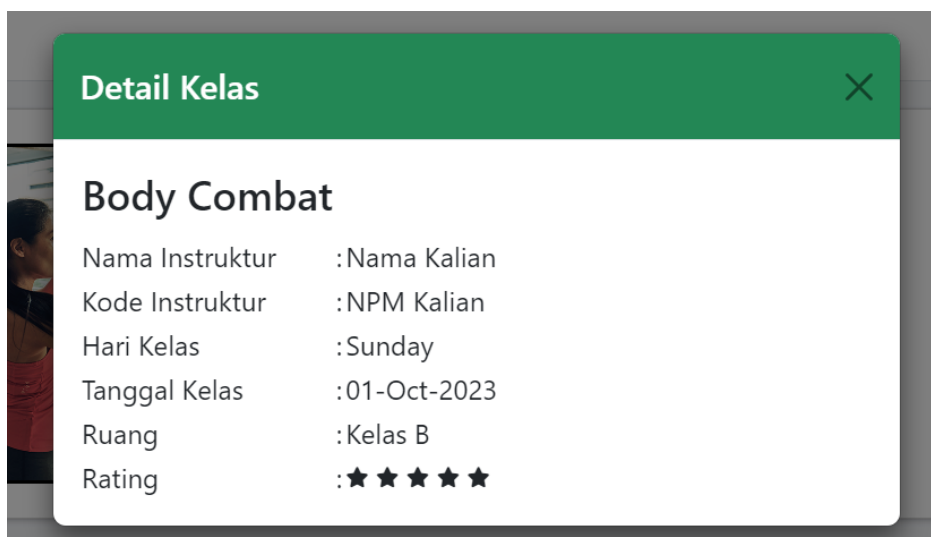 Detail Kelas
Body Combat
Nama Instruktur :Nama Kalian
Kode Instruktur :NPM Kalian
Hari Kelas :Sunday
Tanggal Kelas :01-Oct-2023
Ruang :Kelas B
Rating :★ ★ ★ ★ ★